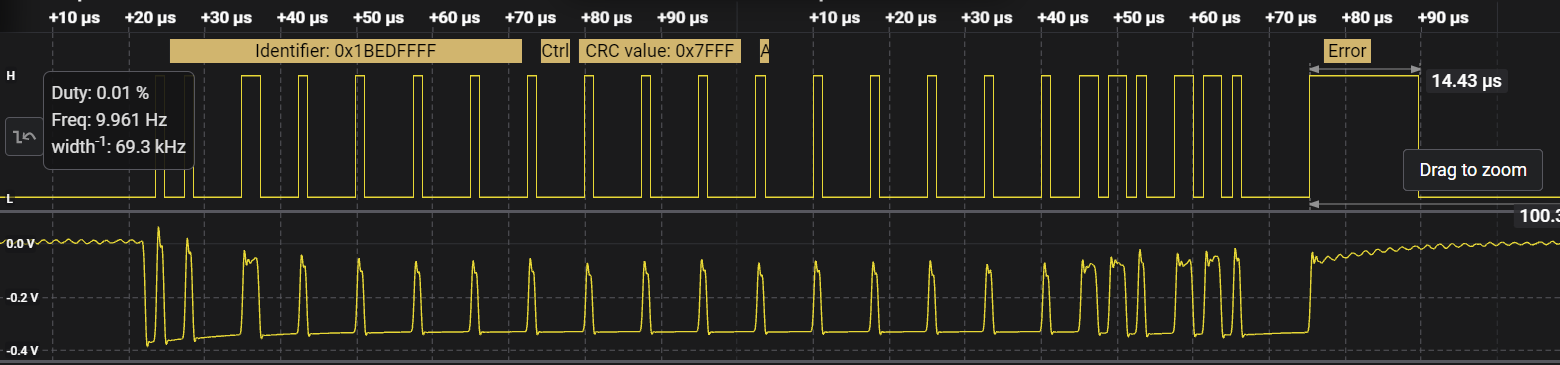 +10 µs +20 µs +30 µs +40 µs +50 µs +60 µs +70 µs +80 µs +90 µs +10 µs +20 µs +30 µs +40 µs +50 µs +60 µs +70 µs +80 µs +90 µs
Identifier: 0x1BEDFFFF Ctrl CRC value: 0x7FFF A Error
H
14.43 µs
Duty: 0.01 %
Freq: 9.961 Hz
width⁻¹: 69.3 kHz
Drag to zoom
L
100.3
0.0 V
-0.2 V
-0.4 V